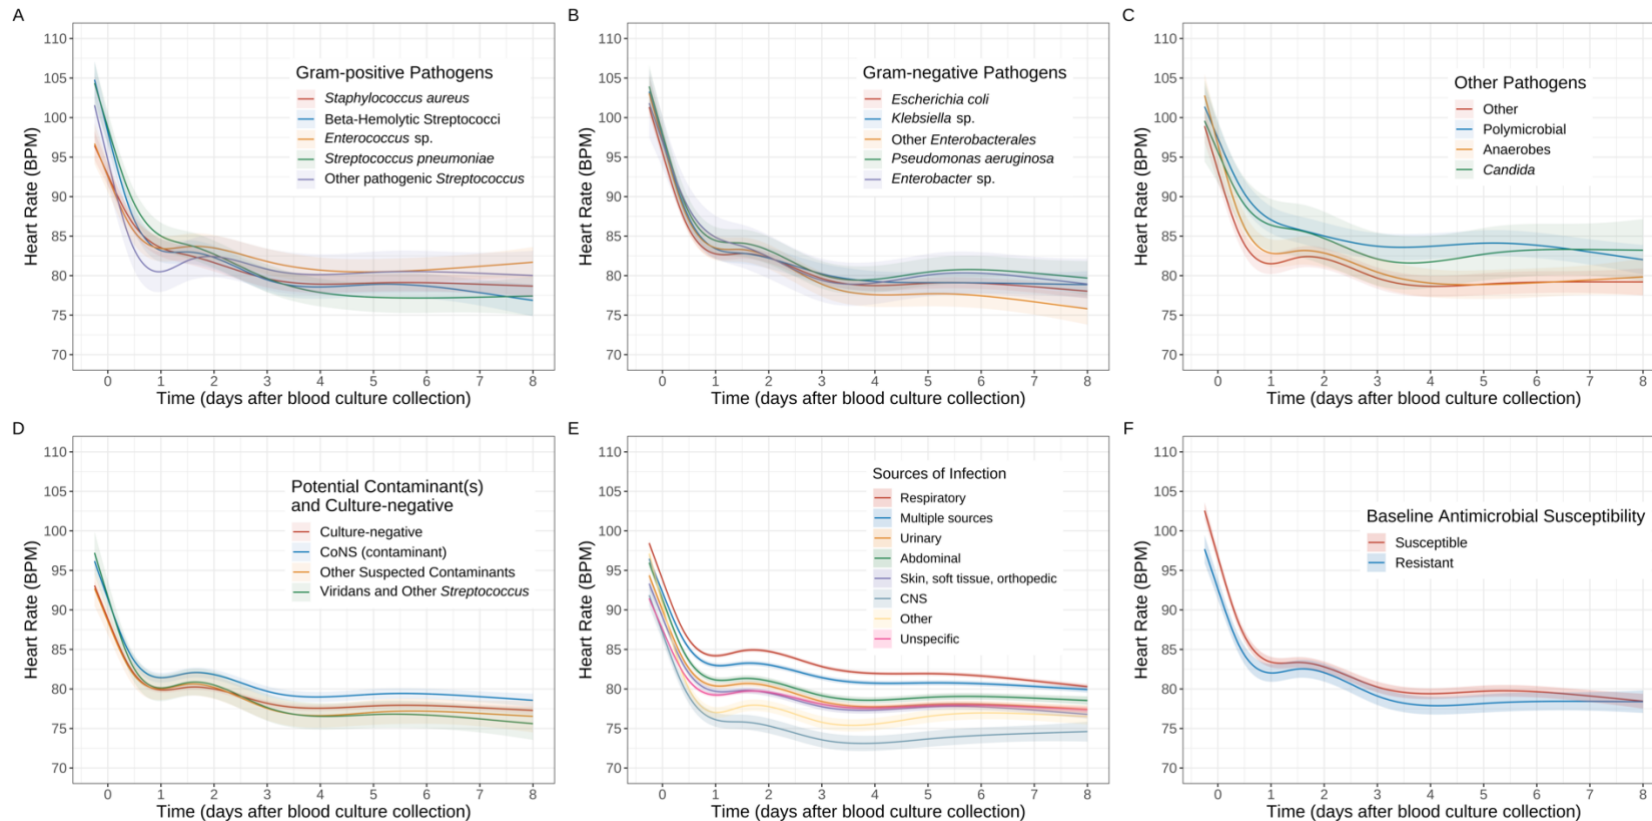 A
110
105
100
95
90
85
80
75
70
Heart Rate (BPM)
Gram-positive Pathogens
Staphylococcus aureus
Beta-Hemolytic Streptococci
Enterococcus sp.
Streptococcus pneumoniae
Other pathogenic Streptococcus
0 1 2 3 4 5 6 7 8
Time (days after blood culture collection)
B
110
105
100
95
90
85
80
75
70
Heart Rate (BPM)
Gram-negative Pathogens
Escherichia coli
Klebsiella sp.
Other Enterobacterales
Pseudomonas aeruginosa
Enterobacter sp.
0 1 2 3 4 5 6 7 8
Time (days after blood culture collection)
C
110
105
100
95
90
85
80
75
70
Heart Rate (BPM)
Other Pathogens
Other
Polymicrobial
Anaerobes
Candida
0 1 2 3 4 5 6 7 8
Time (days after blood culture collection)
D
110
105
100
95
90
85
80
75
70
Heart Rate (BPM)
Potential Contaminant(s)
and Culture-negative
Culture-negative
CoNS (contaminant)
Other Suspected Contaminants
Viridans and Other Streptococcus
0 1 2 3 4 5 6 7 8
Time (days after blood culture collection)
E
110
105
100
95
90
85
80
75
70
Heart Rate (BPM)
Sources of Infection
Respiratory
Multiple sources
Urinary
Abdominal
Skin, soft tissue, orthopedic
CNS
Other
Unspecific
0 1 2 3 4 5 6 7 8
Time (days after blood culture collection)
F
110
105
100
95
90
85
80
75
70
Heart Rate (BPM)
Baseline Antimicrobial Susceptibility
Susceptible
Resistant
0 1 2 3 4 5 6 7 8
Time (days after blood culture collection)